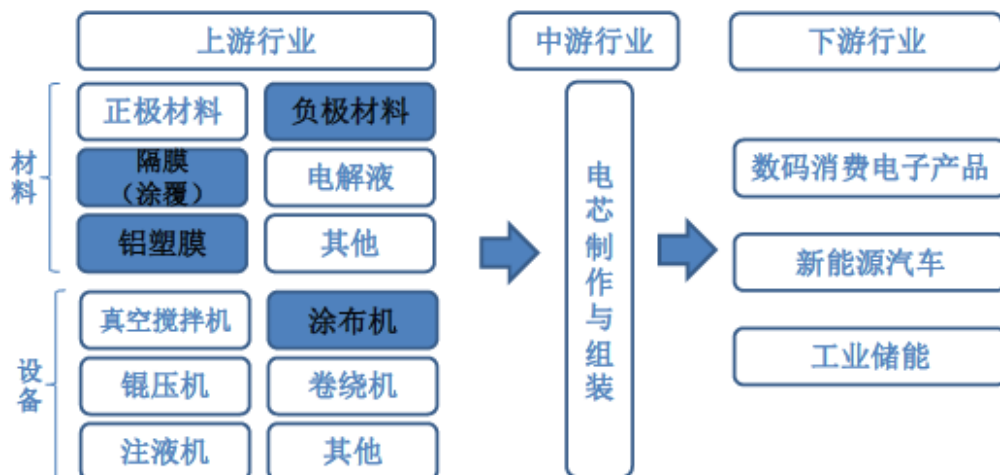 上游行业
中游行业
下游行业
材料
正极材料
负极材料
隔膜
（涂覆）
电解液
铝塑膜
其他
设备
真空搅拌机
涂布机
锟压机
卷绕机
注液机
其他
电芯制作与组装
数码消费电子产品
新能源汽车
工业储能